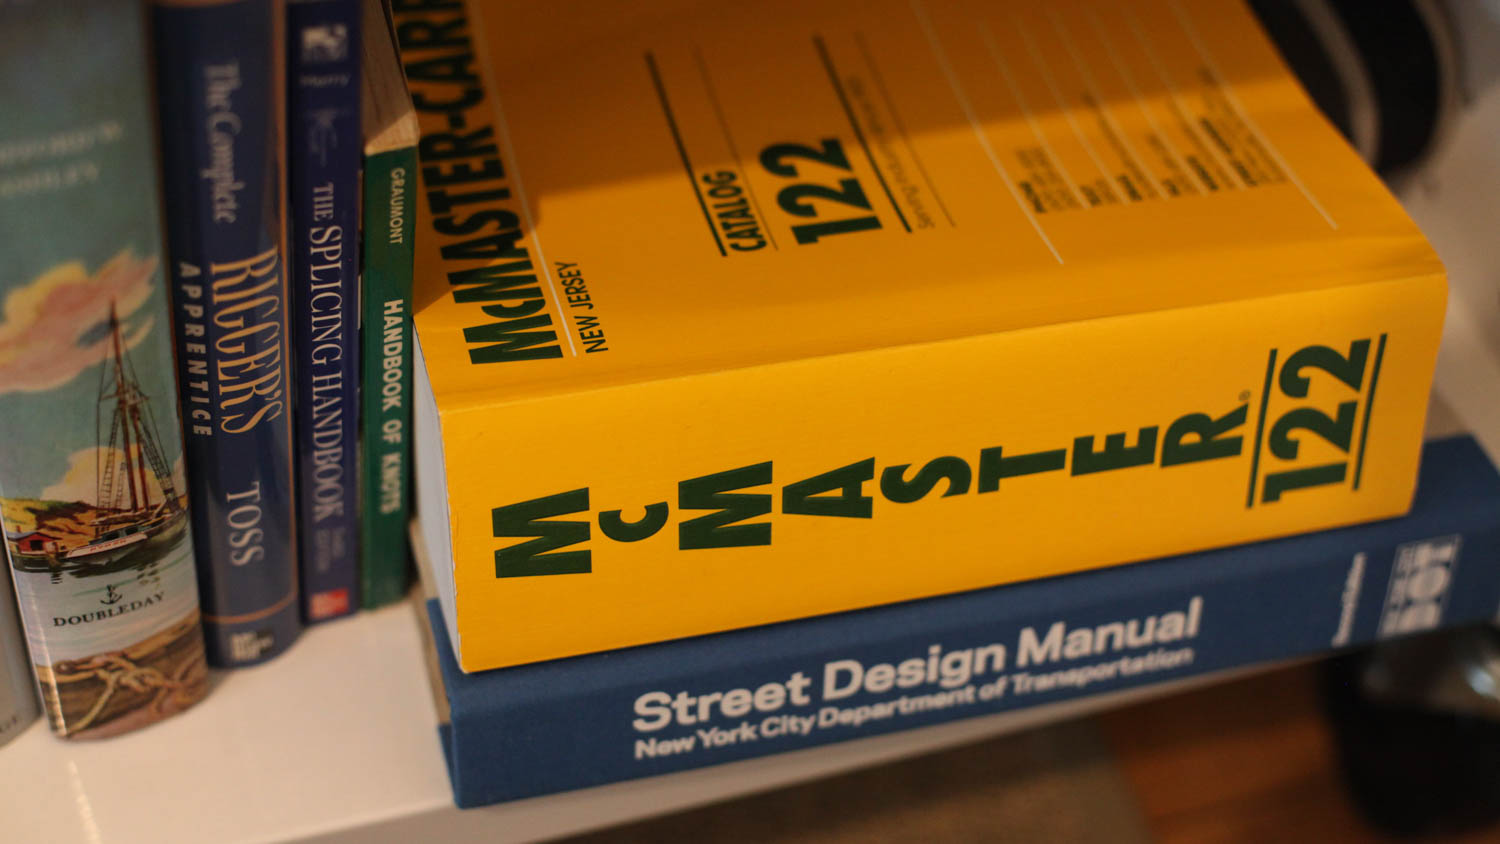 DOUBLEDAY
The Complete
RIGGER'S
APPRENTICE
TOSS
THE SPLICING HANDBOOK
GRAUMONT
HANDBOOK OF KNOTS
McMASTER-CARR
NEW JERSEY
CATALOG
122
McMASTER® 122
Street Design Manual
New York City Department of Transportation